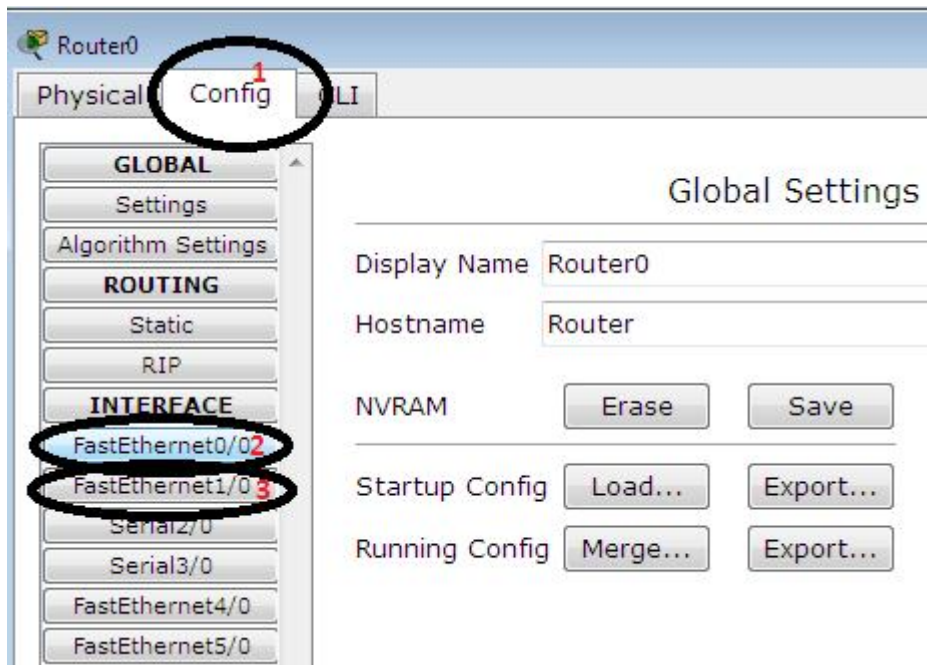 Router0
Physical Config 1 CLI
GLOBAL
Settings
Algorithm Settings
ROUTING
Static
RIP
INTERFACE
FastEthernet0/0 2
FastEthernet1/0 3
Serial2/0
Serial3/0
FastEthernet4/0
FastEthernet5/0
Global Settings
Display Name Router0
Hostname Router
NVRAM Erase Save
Startup Config Load... Export...
Running Config Merge... Export...